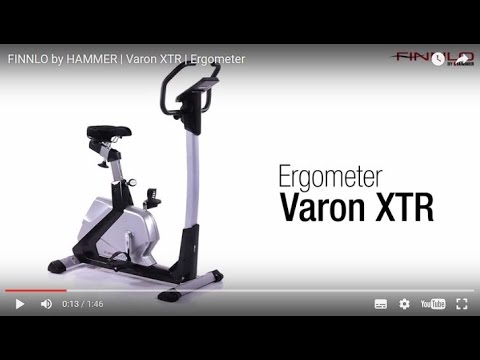 FINNLO by HAMMER | Varon XTR | Ergometer
FINNLO
BY HAMMER
Ergometer
Varon XTR
0:13 / 1:46
YouTube